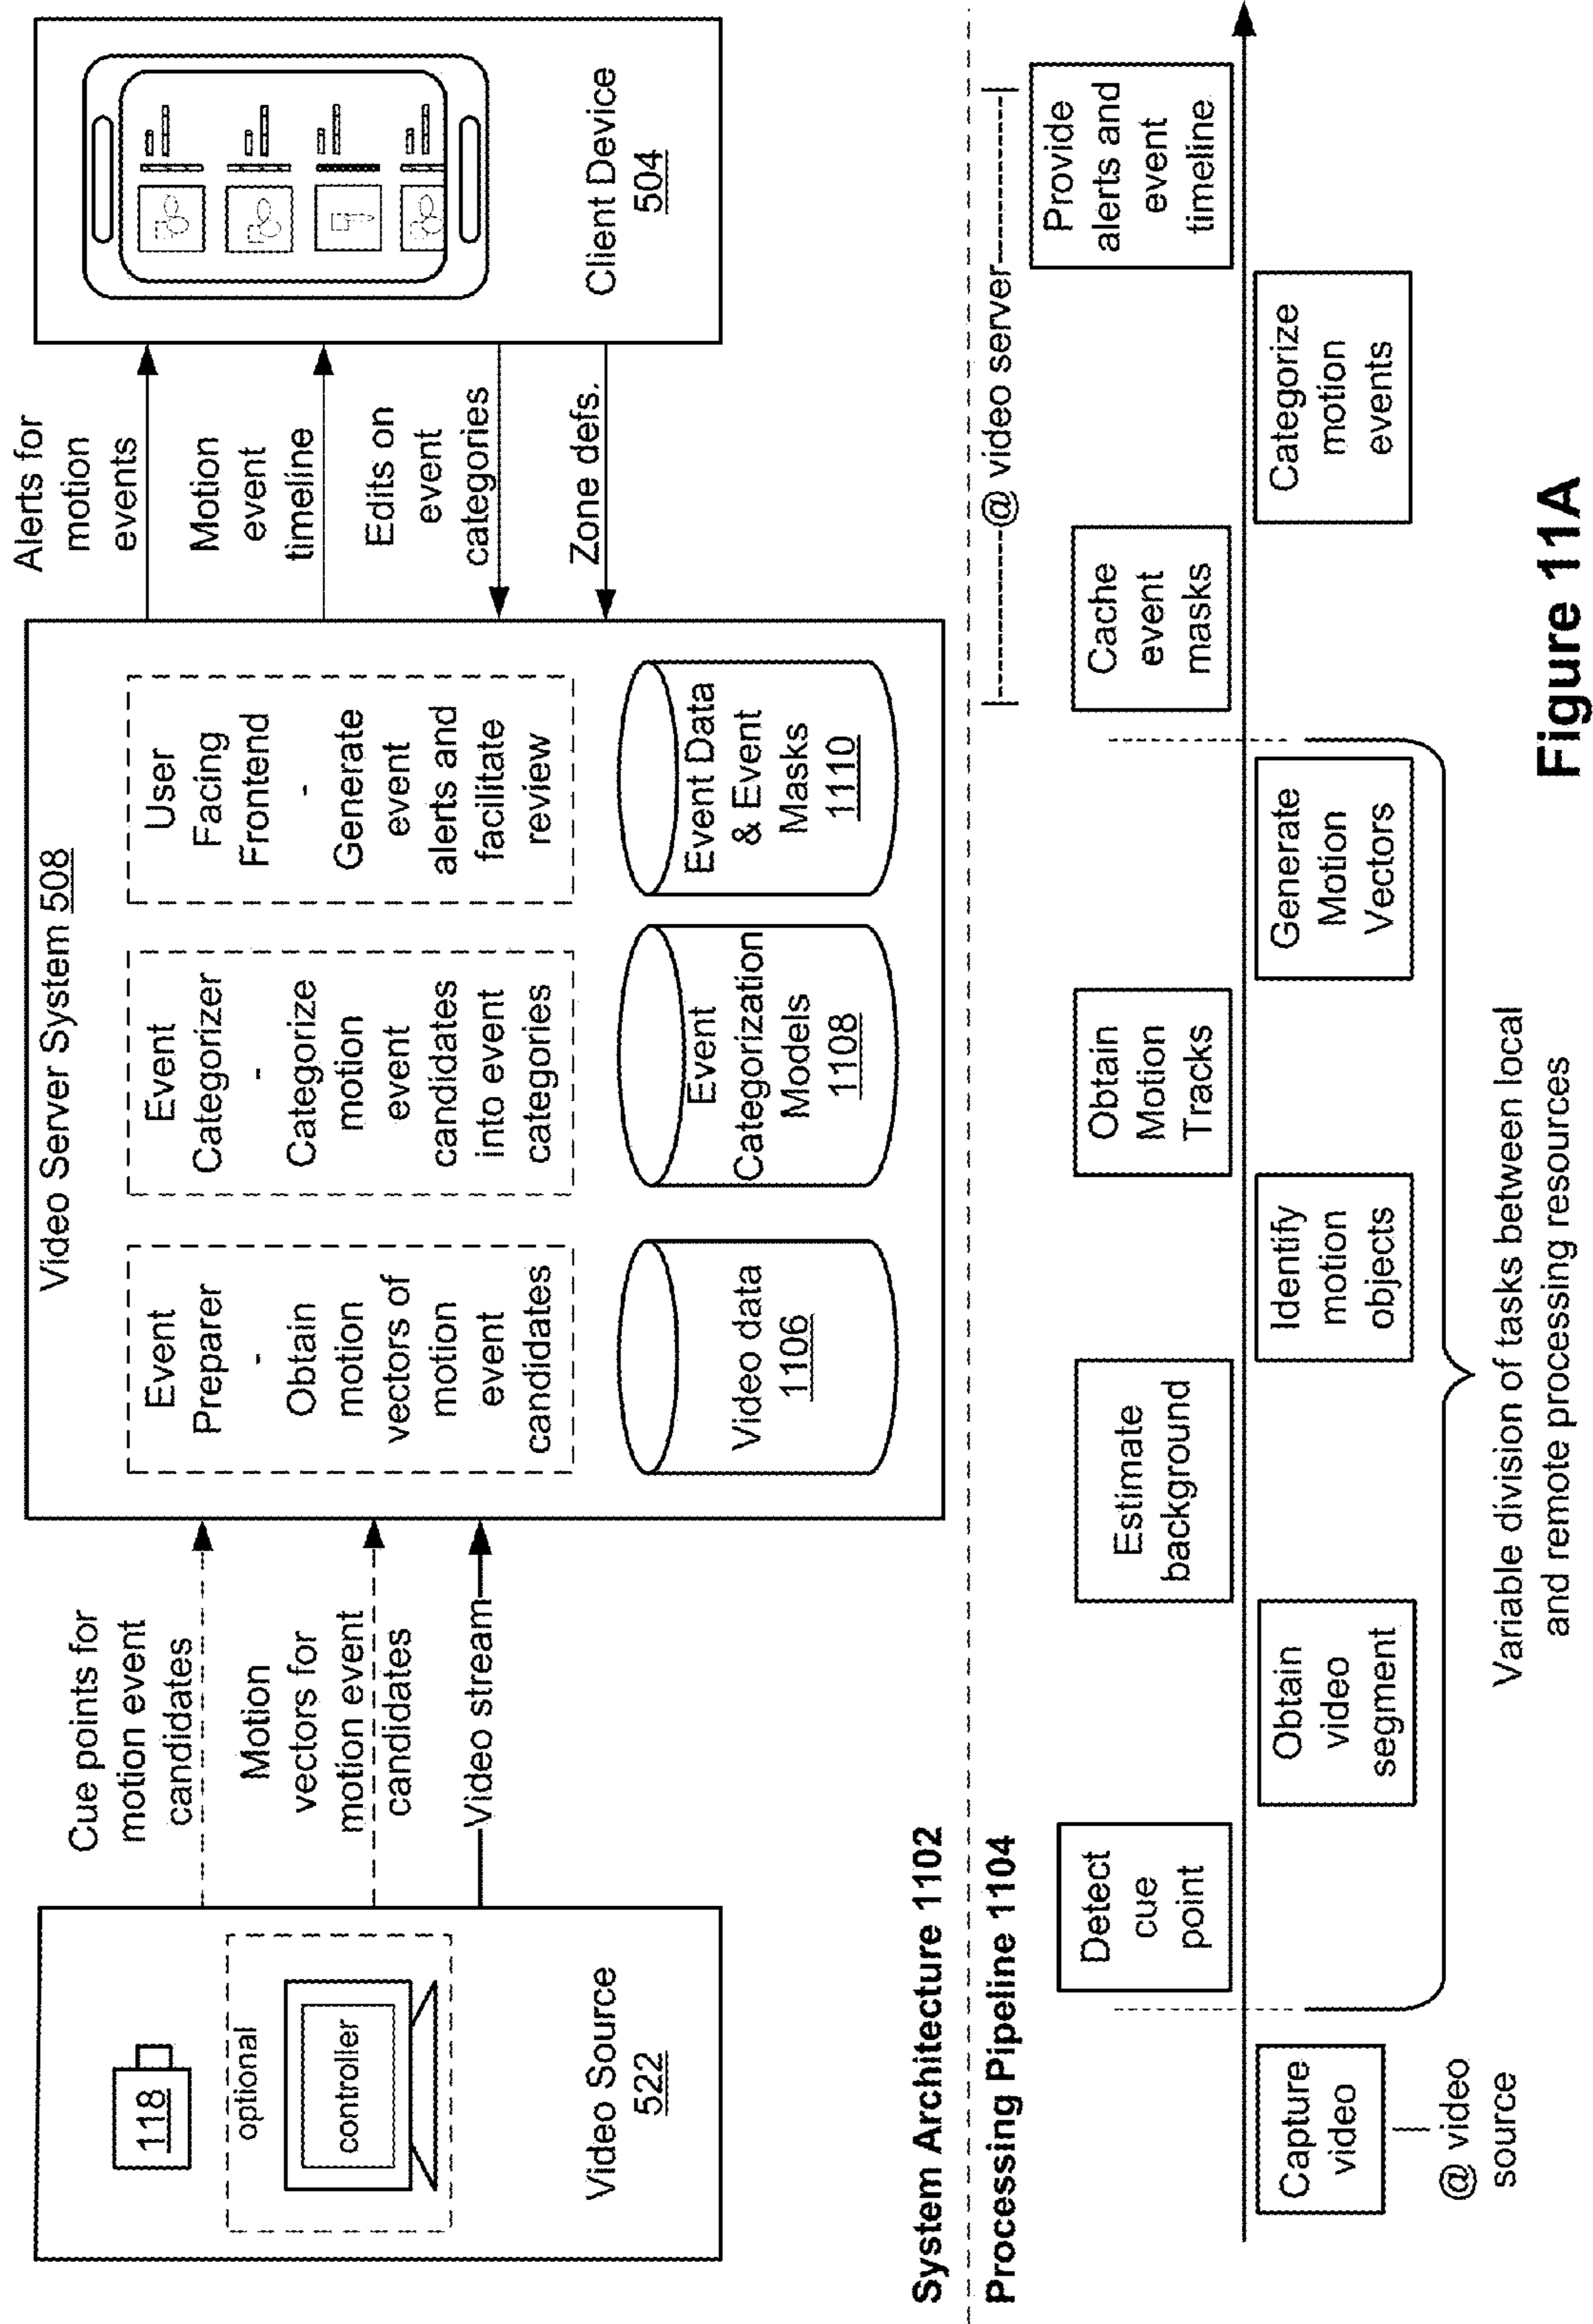 Video Source
522
118
optional
controller
Cue points for
motion event
candidates
Motion
vectors for
motion event
candidates
Video stream
Video Server System 508
Event
Preparer
-
Obtain
motion
vectors of
motion
event
candidates
Event
Categorizer
-
Categorize
motion
event
candidates
into event
categories
User
Facing
Frontend
-
Generate
event
alerts and
facilitate
review
Video data
1106
Event
Categorization
Models
1108
Event Data
& Event
Masks
1110
Alerts for
motion
events
Motion
event
timeline
Edits on
event
categories
Zone defs.
Client Device
504
System Architecture 1102
Processing Pipeline 1104
Capture
video
@ video
source
Detect
cue
point
Obtain
video
segment
Estimate
background
Identify
motion
objects
Obtain
Motion
Tracks
Generate
Motion
Vectors
Cache
event
masks
Categorize
motion
events
Provide
alerts and
event
timeline
@ video server
Variable division of tasks between local
and remote processing resources
Figure 11A